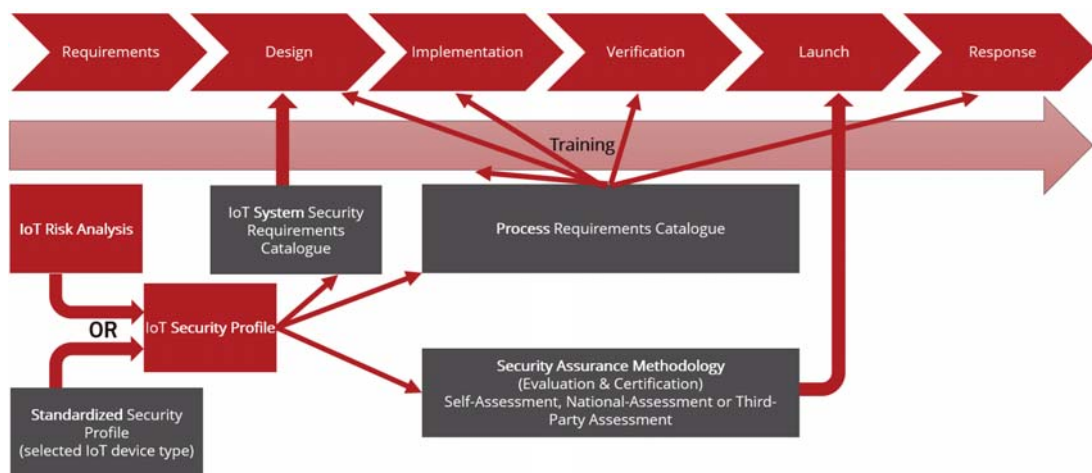 Requirements
Design
Implementation
Verification
Launch
Response
Training
IoT Risk Analysis
IoT System Security
Requirements
Catalogue
Process Requirements Catalogue
OR
IoT Security Profile
Standardized Security
Profile
(selected IoT device type)
Security Assurance Methodology
(Evaluation & Certification)
Self-Assessment, National-Assessment or Third-
Party Assessment